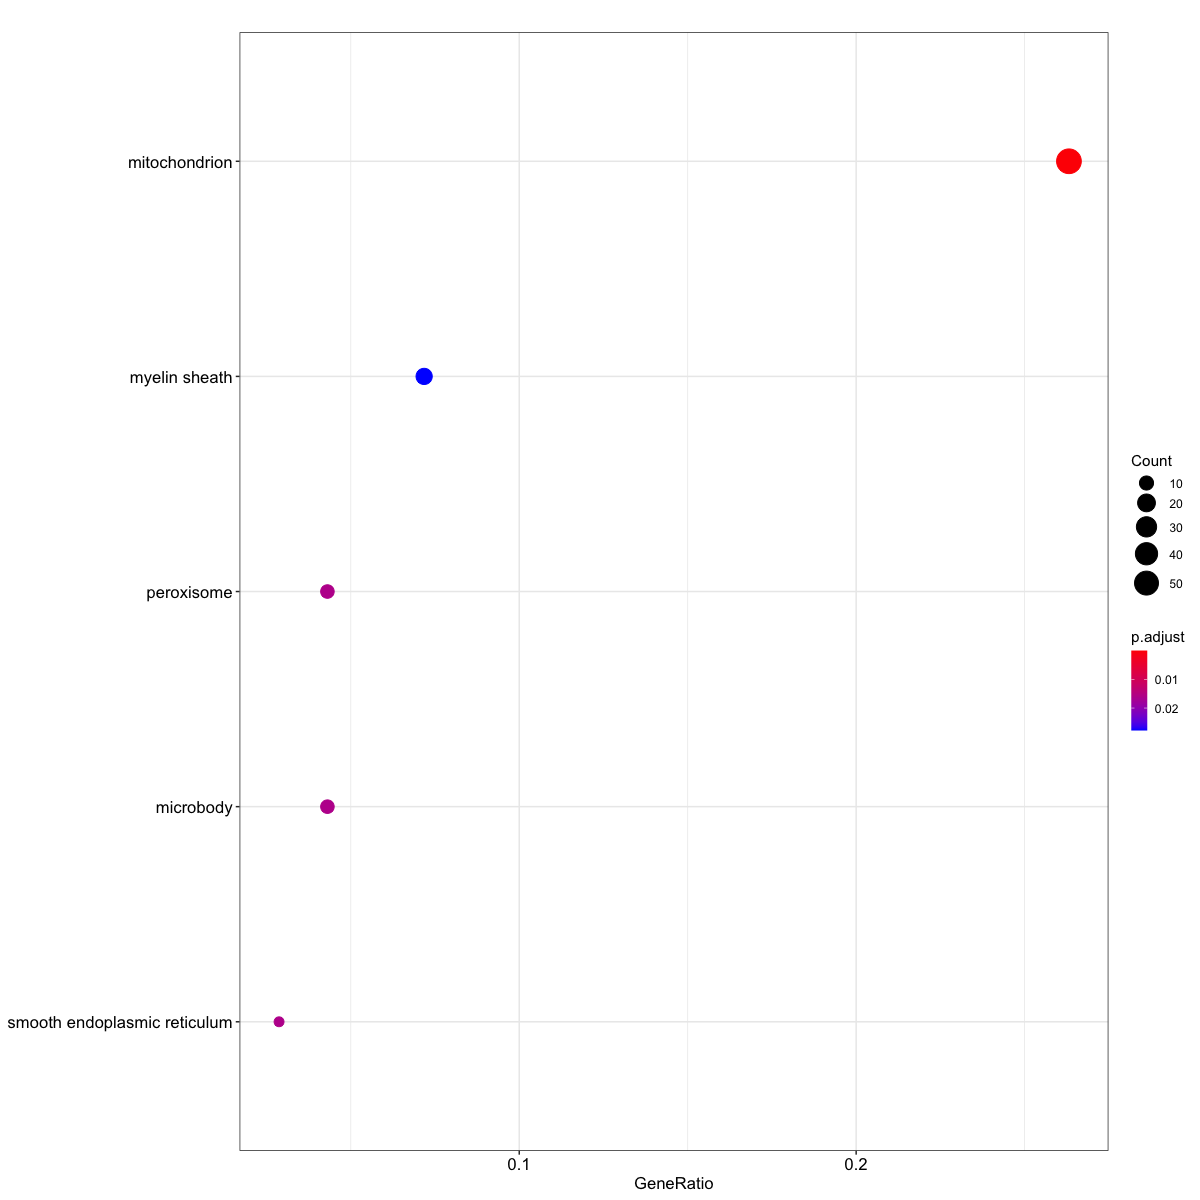 mitochondrion
myelin sheath
peroxisome
microbody
smooth endoplasmic reticulum
0.1
0.2
GeneRatio
Count
10
20
30
40
50
p.adjust
0.01
0.02